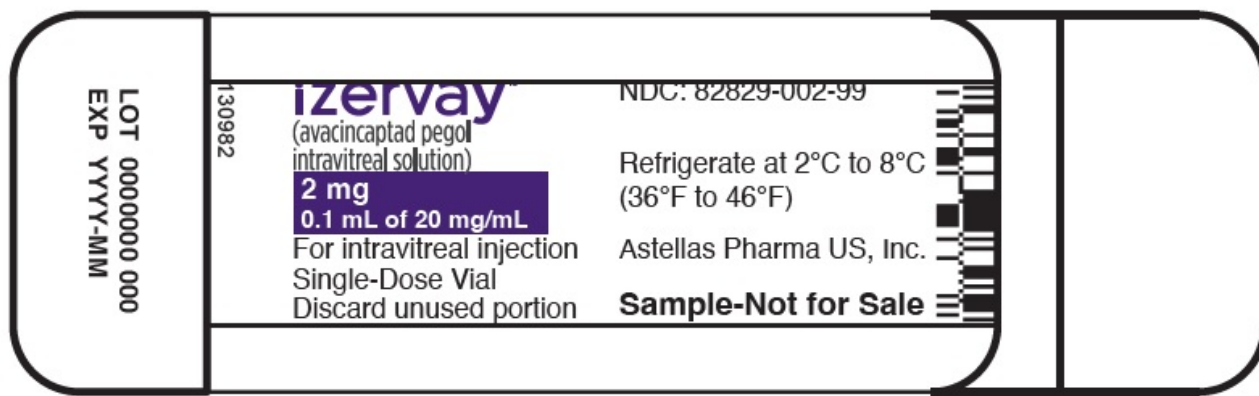 LOT 0000000 000
EXP YYYY-MM
130982
izervay™
(avacincaptad pegol
intravitreal solution)
2 mg
0.1 mL of 20 mg/mL
For intravitreal injection
Single-Dose Vial
Discard unused portion
NDC: 82829-002-99
Refrigerate at 2°C to 8°C
(36°F to 46°F)
Astellas Pharma US, Inc.
Sample-Not for Sale